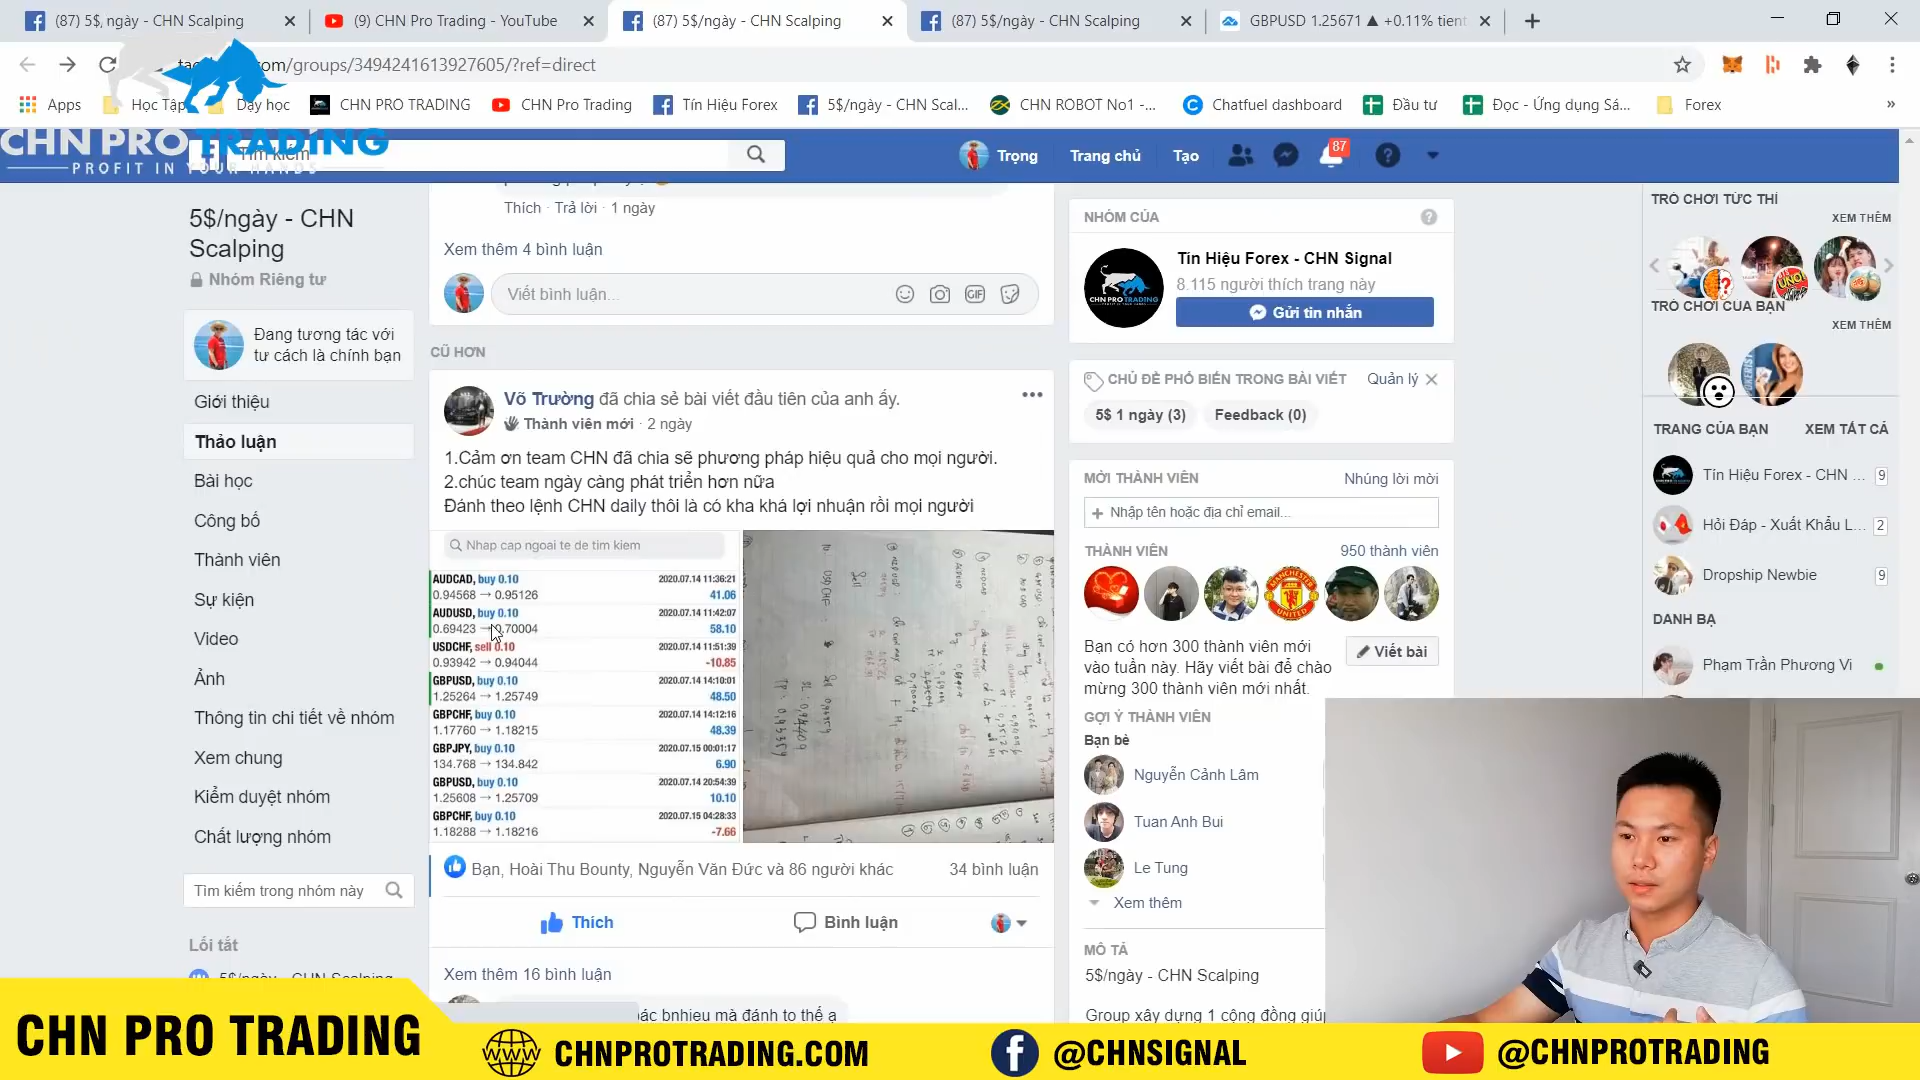 (87) 5$, ngày - CHN Scalping
(9) CHN Pro Trading - YouTube
(87) 5$/ngày - CHN Scalping
(87) 5$/ngày - CHN Scalping
GBPUSD 1.25671 ▲ +0.11% tient
om/groups/3494241613927605/?ref=direct
Apps
Học Tập
Dạy học
CHN PRO TRADING
CHN Pro Trading
Tín Hiệu Forex
5$/ngày - CHN Scal...
CHN ROBOT No1 -...
Chatfuel dashboard
Đầu tư
Đọc - Ứng dụng Sá...
Forex
»
CHN PRO TRADING
PROFIT IN YOUR HANDS
Tìm kiếm
Trọng
Trang chủ
Tạo
87
5$/ngày - CHN
Scalping
Nhóm Riêng tư
Đang tương tác với
tư cách là chính bạn
Giới thiệu
Thảo luận
Bài học
Công bố
Thành viên
Sự kiện
Video
Ảnh
Thông tin chi tiết về nhóm
Xem chung
Kiểm duyệt nhóm
Chất lượng nhóm
Tìm kiếm trong nhóm này
Lối tắt
5$/ngày - CHN Scalping
Thích · Trả lời · 1 ngày
Xem thêm 4 bình luận
Viết bình luận...
GIF
CŨ HƠN
Võ Trường đã chia sẻ bài viết đầu tiên của anh ấy.
Thành viên mới · 2 ngày
1.Cảm ơn team CHN đã chia sẽ phương pháp hiệu quả cho mọi người.
2.chúc team ngày càng phát triển hơn nữa
Đánh theo lệnh CHN daily thôi là có kha khá lợi nhuận rồi mọi người
Nhap cap ngoai te de tim kiem
AUDCAD, buy 0.10 2020.07.14 11:36:21
0.94568 → 0.95126 41.06
AUDUSD, buy 0.10 2020.07.14 11:42:07
0.69423 → 0.70004 58.10
USDCHF, sell 0.10 2020.07.14 11:51:39
0.93942 → 0.94044 -10.85
GBPUSD, buy 0.10 2020.07.14 14:10:01
1.25264 → 1.25749 48.50
GBPCHF, buy 0.10 2020.07.14 14:12:16
1.17760 → 1.18215 48.39
GBPJPY, buy 0.10 2020.07.15 00:01:17
134.768 → 134.842 6.90
GBPUSD, buy 0.10 2020.07.14 20:54:39
1.25608 → 1.25709 10.10
GBPCHF, buy 0.10 2020.07.15 04:28:33
1.18288 → 1.18216 -7.66
Bạn, Hoài Thu Bounty, Nguyễn Văn Đức và 86 người khác
34 bình luận
Thích
Bình luận
Xem thêm 16 bình luận
bác bnhieu mà đánh to thế ạ
NHÓM CỦA
Tín Hiệu Forex - CHN Signal
8.115 người thích trang này
Gửi tin nhắn
CHỦ ĐỀ PHỔ BIẾN TRONG BÀI VIẾT
Quản lý
5$ 1 ngày (3)
Feedback (0)
MỜI THÀNH VIÊN
Nhúng lời mời
+ Nhập tên hoặc địa chỉ email...
THÀNH VIÊN
950 thành viên
MANCHESTER
UNITED
Bạn có hơn 300 thành viên mới
vào tuần này. Hãy viết bài để chào
mừng 300 thành viên mới nhất.
Viết bài
GỢI Ý THÀNH VIÊN
Bạn bè
Nguyễn Cảnh Lâm
Tuan Anh Bui
Le Tung
Xem thêm
MÔ TẢ
5$/ngày - CHN Scalping
Group xây dựng 1 cộng đồng giúp
TRÒ CHƠI TỨC THÌ
XEM THÊM
UNO
TRÒ CHƠI CỦA BẠN
XEM THÊM
TRANG CỦA BẠN
XEM TẤT CẢ
Tín Hiệu Forex - CHN ...
9
Hỏi Đáp - Xuất Khẩu L...
2
Dropship Newbie
9
DANH BẠ
Phạm Trần Phương Vi
CHN PRO TRADING
WWW
CHNPROTRADING.COM
@CHNSIGNAL
@CHNPROTRADING